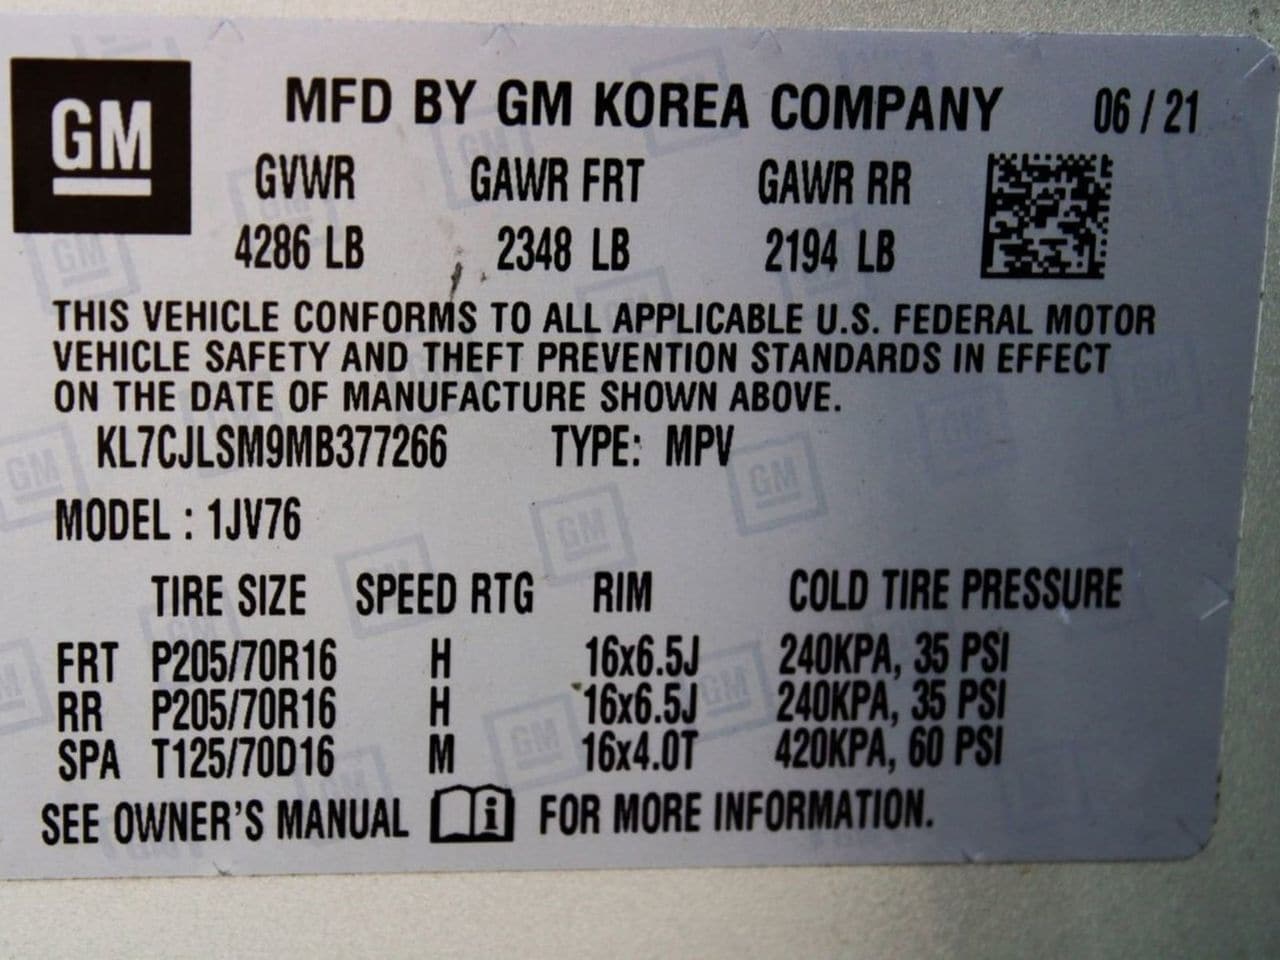 GM
MFD BY GM KOREA COMPANY 06 / 21
GVWR GAWR FRT GAWR RR
4286 LB 2348 LB 2194 LB
THIS VEHICLE CONFORMS TO ALL APPLICABLE U.S. FEDERAL MOTOR
VEHICLE SAFETY AND THEFT PREVENTION STANDARDS IN EFFECT
ON THE DATE OF MANUFACTURE SHOWN ABOVE.
KL7CJLSM9MB377266 TYPE: MPV
MODEL : 1JV76
TIRE SIZE SPEED RTG RIM COLD TIRE PRESSURE
FRT P205/70R16 H 16x6.5J 240KPA, 35 PSI
RR P205/70R16 H 16x6.5J 240KPA, 35 PSI
SPA T125/70D16 M 16x4.0T 420KPA, 60 PSI
SEE OWNER'S MANUAL i FOR MORE INFORMATION.